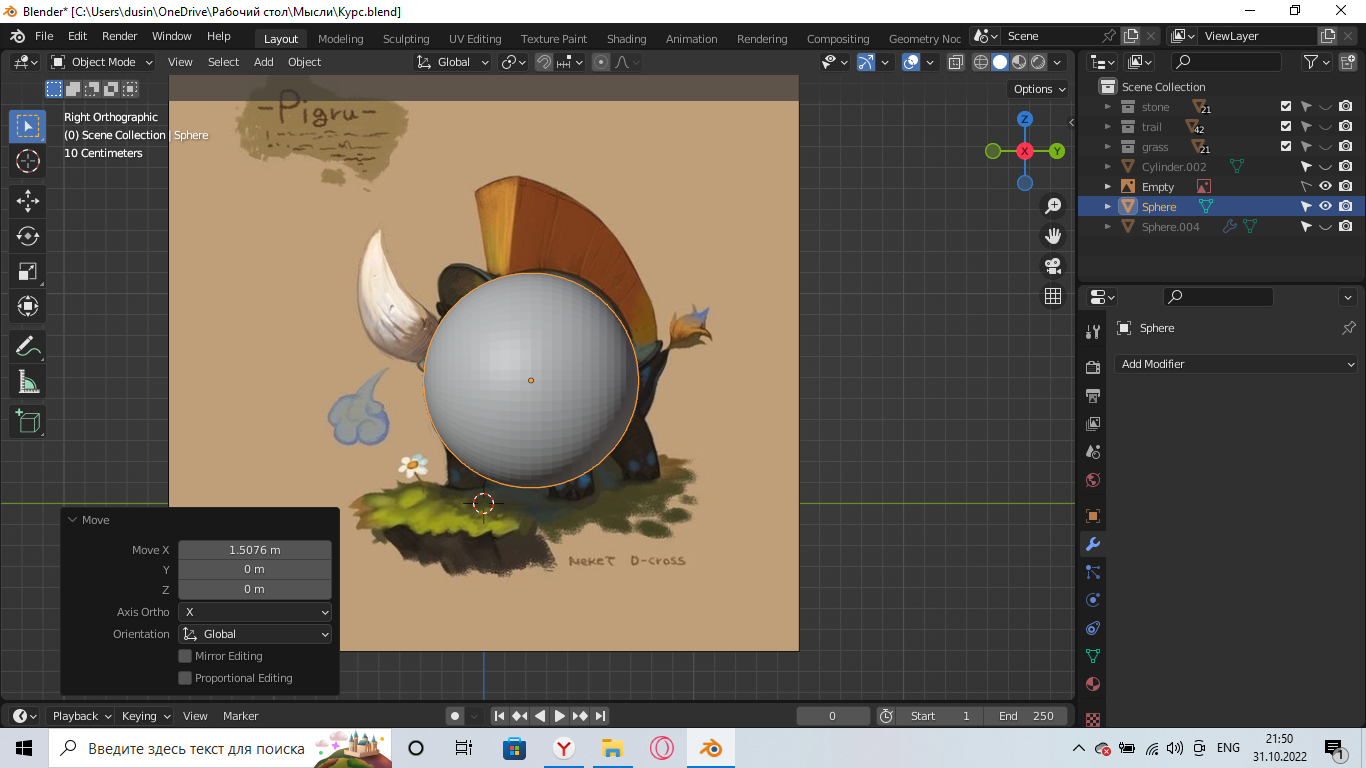 Blender* [C:\Users\dusin\OneDrive\Рабочий стол\Мысли\Курс.blend]
File Edit Render Window Help Layout Modeling Sculpting UV Editing Texture Paint Shading Animation Rendering Compositing Geometry Noc Scene ViewLayer
Object Mode View Select Add Object Global
Options
Right Orthographic
(0) Scene Collection | Sphere
10 Centimeters
-Pigru-
Z
X
Y
мекет D-cross
Move
Move X 1.5076 m
Y 0 m
Z 0 m
Axis Ortho X
Orientation Global
Mirror Editing
Proportional Editing
Scene Collection
stone 21
trail 42
grass 21
Cylinder.002
Empty
Sphere
Sphere.004
Sphere
Add Modifier
Playback Keying View Marker 0 Start 1 End 250
Введите здесь текст для поиска
ENG
21:50
31.10.2022
1